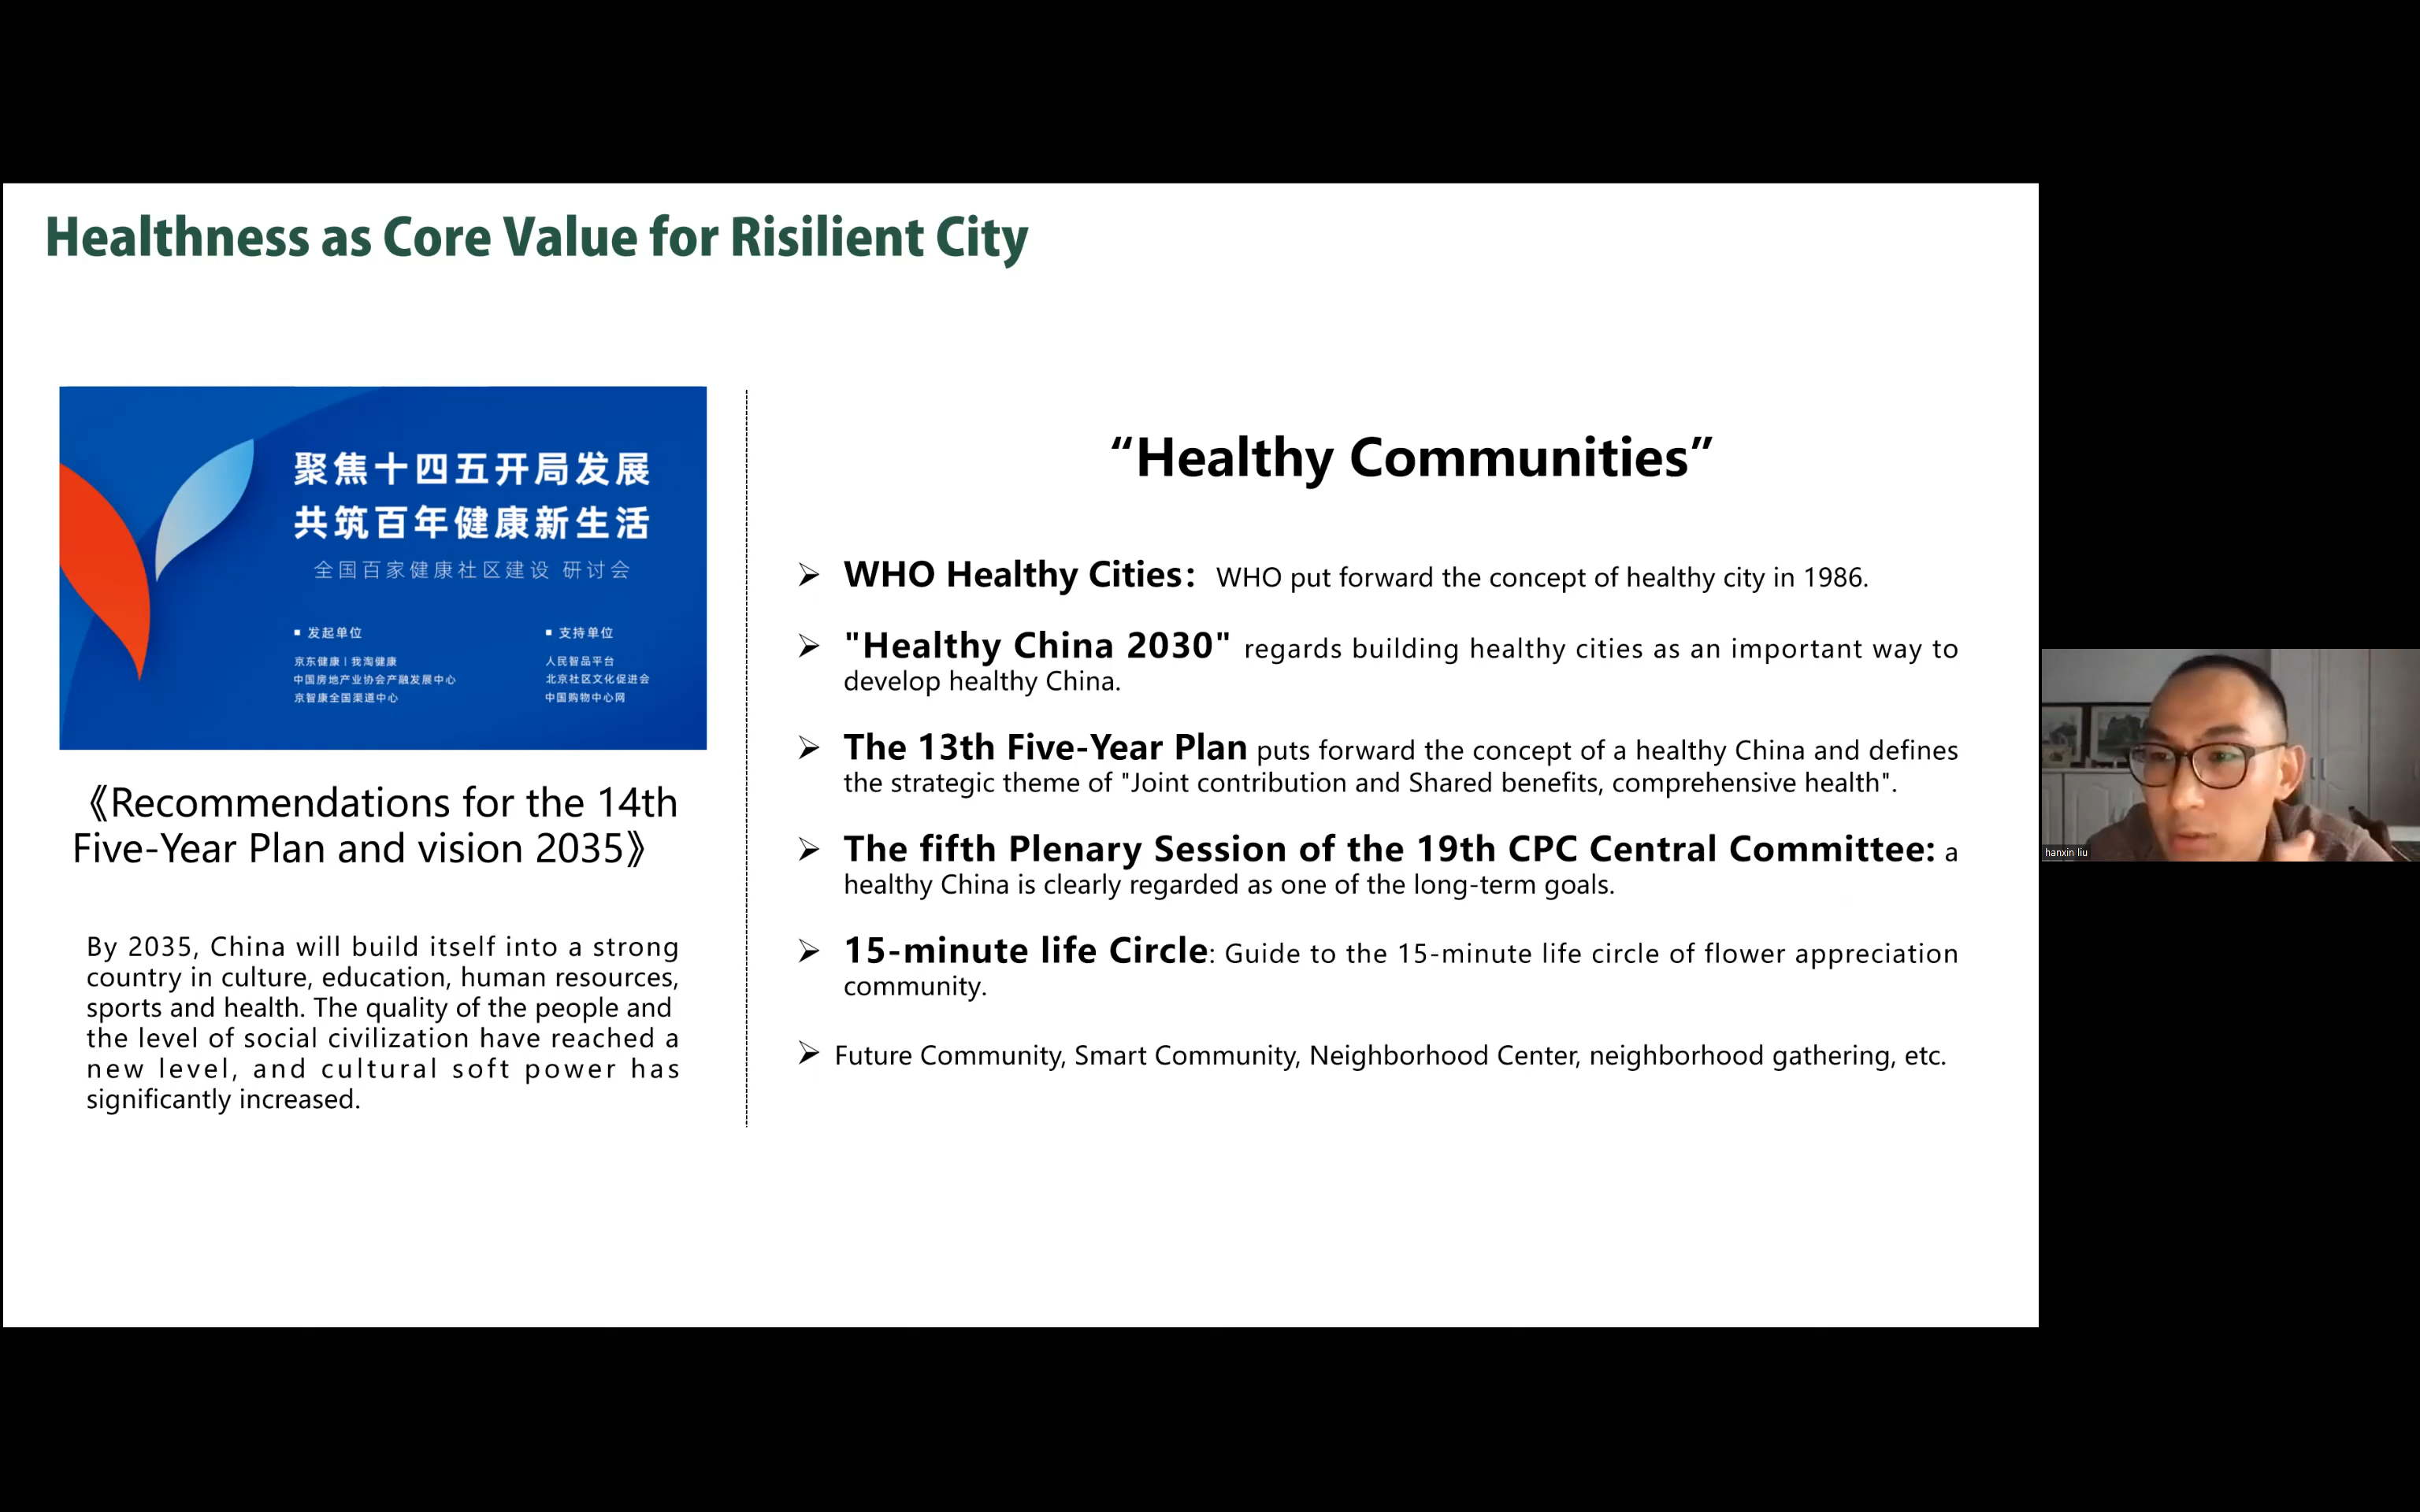 Healthness as Core Value for Risilient City
聚焦十四五开局发展
共筑百年健康新生活
全国百家健康社区建设 研讨会
▪ 发起单位
京东健康 | 我淘健康
中国房地产业协会产融发展中心
京智康全国渠道中心
▪ 支持单位
人民智品平台
北京社区文化促进会
中国购物中心网
《Recommendations for the 14th
Five-Year Plan and vision 2035》
By 2035, China will build itself into a strong
country in culture, education, human resources,
sports and health. The quality of the people and
the level of social civilization have reached a
new level, and cultural soft power has
significantly increased.
“Healthy Communities”
➢ WHO Healthy Cities： WHO put forward the concept of healthy city in 1986.
➢ "Healthy China 2030" regards building healthy cities as an important way to
develop healthy China.
➢ The 13th Five-Year Plan puts forward the concept of a healthy China and defines
the strategic theme of "Joint contribution and Shared benefits, comprehensive health".
➢ The fifth Plenary Session of the 19th CPC Central Committee: a
healthy China is clearly regarded as one of the long-term goals.
➢ 15-minute life Circle: Guide to the 15-minute life circle of flower appreciation
community.
➢ Future Community, Smart Community, Neighborhood Center, neighborhood gathering, etc.
hanxin liu